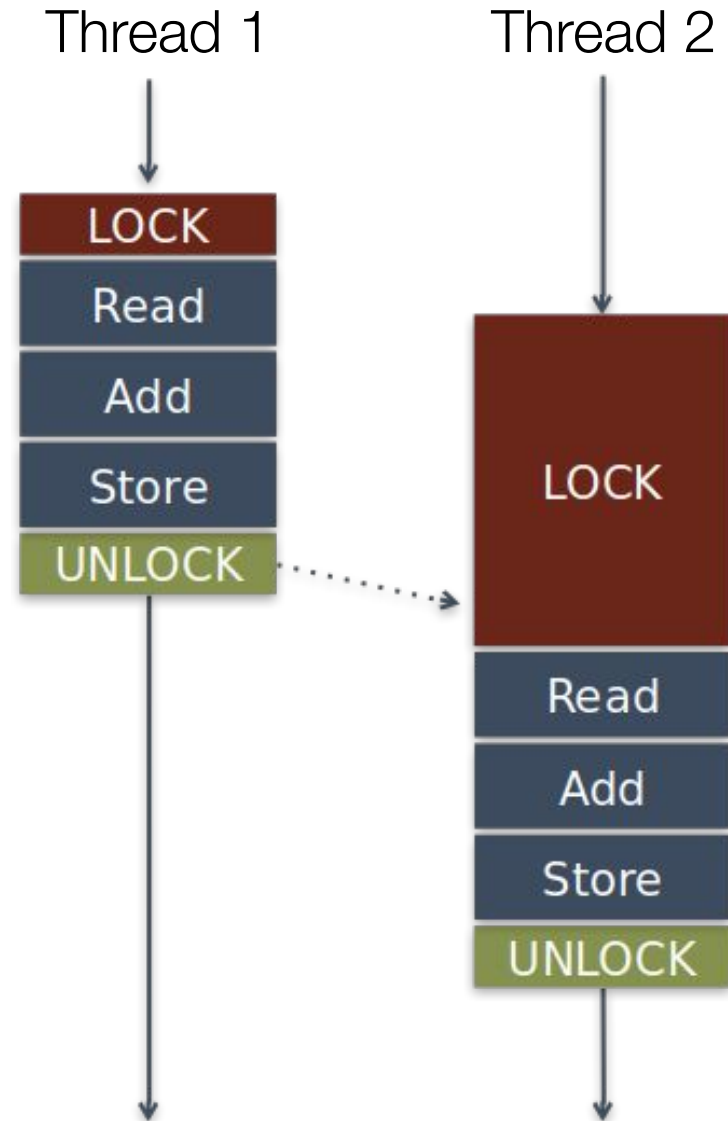 Thread 1
LOCK
Read
Add
Store
UNLOCK
Thread 2
LOCK
Read
Add
Store
UNLOCK